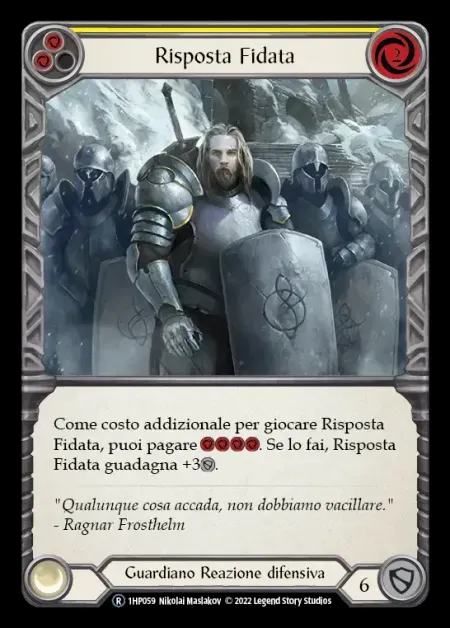 2
Risposta Fidata
Come costo addizionale per giocare Risposta
Fidata, puoi pagare. Se lo fai, Risposta
Fidata guadagna +3.
"Qualunque cosa accada, non dobbiamo vacillare."
- Ragnar Frosthelm
Guardiano Reazione difensiva
6
R 1HP059 Nikolai Maslakov © 2022 Legend Story Studios